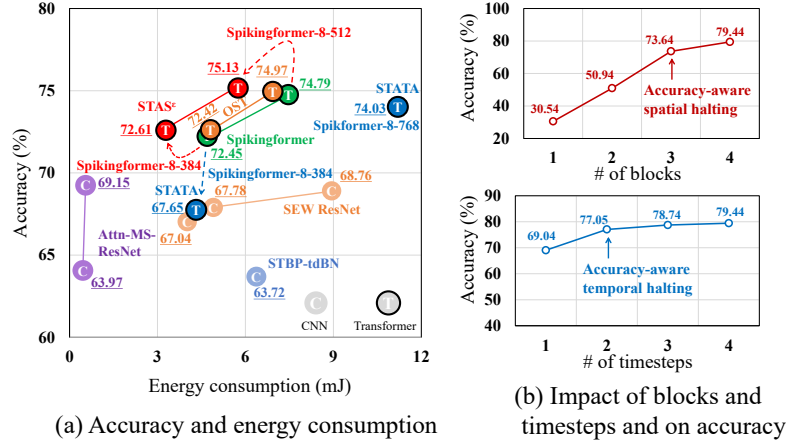 80
75
70
65
60
Accuracy (%)
0
3
6
9
12
Energy consumption (mJ)
Spikingformer-8-512
75.13
74.97
74.79
STATA
74.03
Spikformer-8-768
STASᵋ
72.42
OST
72.61
Spikingformer
72.45
Spikingformer-8-384
Spikingformer-8-384
69.15
STATA
67.78
68.76
67.65
SEW ResNet
67.04
Attn-MS-
ResNet
63.97
STBP-tdBN
63.72
C
CNN
T
Transformer
(a) Accuracy and energy consumption
100
80
60
40
20
Accuracy (%)
30.54
50.94
73.64
79.44
Accuracy-aware
spatial halting
1
2
3
4
# of blocks
90
80
70
60
50
40
Accuracy (%)
69.04
77.05
78.74
79.44
Accuracy-aware
temporal halting
1
2
3
4
# of timesteps
(b) Impact of blocks and
timesteps and on accuracy